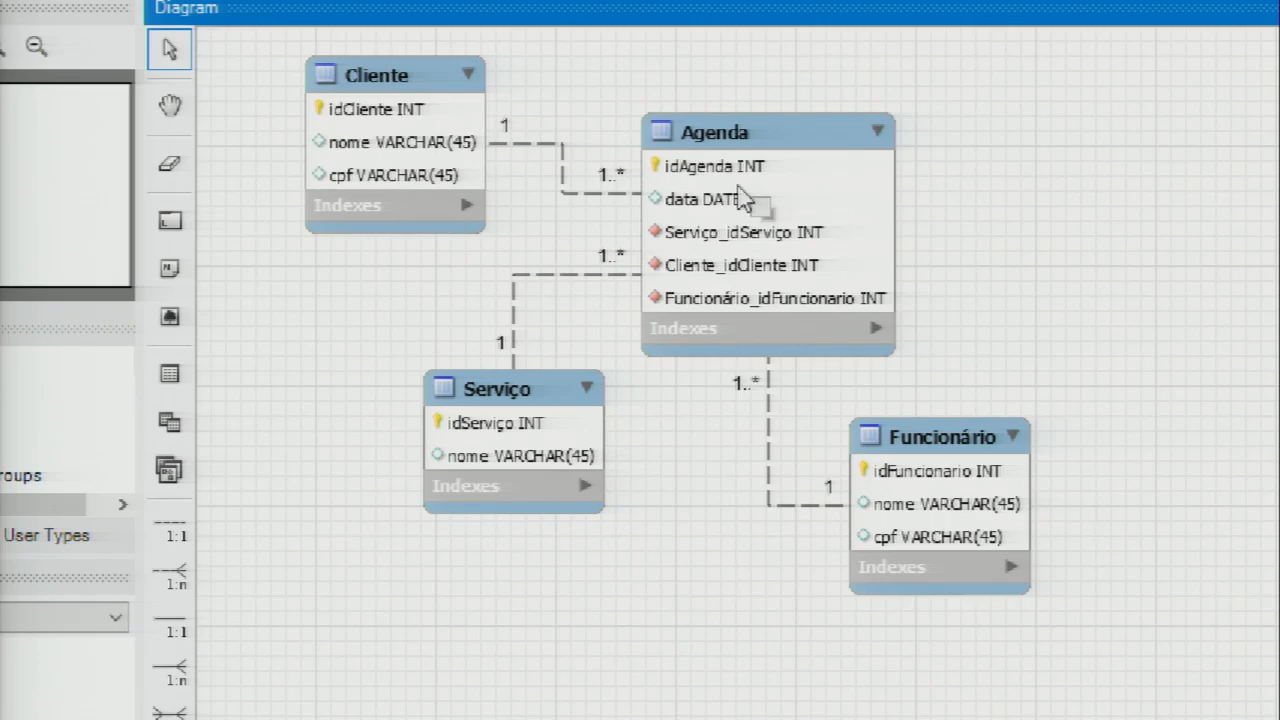 Diagram
Cliente
idCliente INT
nome VARCHAR(45)
cpf VARCHAR(45)
Indexes
1
1..*
Agenda
idAgenda INT
data DATE
Serviço_idServiço INT
Cliente_idCliente INT
Funcionário_idFuncionario INT
Indexes
1..*
1
Serviço
idServiço INT
nome VARCHAR(45)
Indexes
1..*
1
Funcionário
idFuncionario INT
nome VARCHAR(45)
cpf VARCHAR(45)
Indexes
roups
User Types
1:1
1:n
1:1
1:n